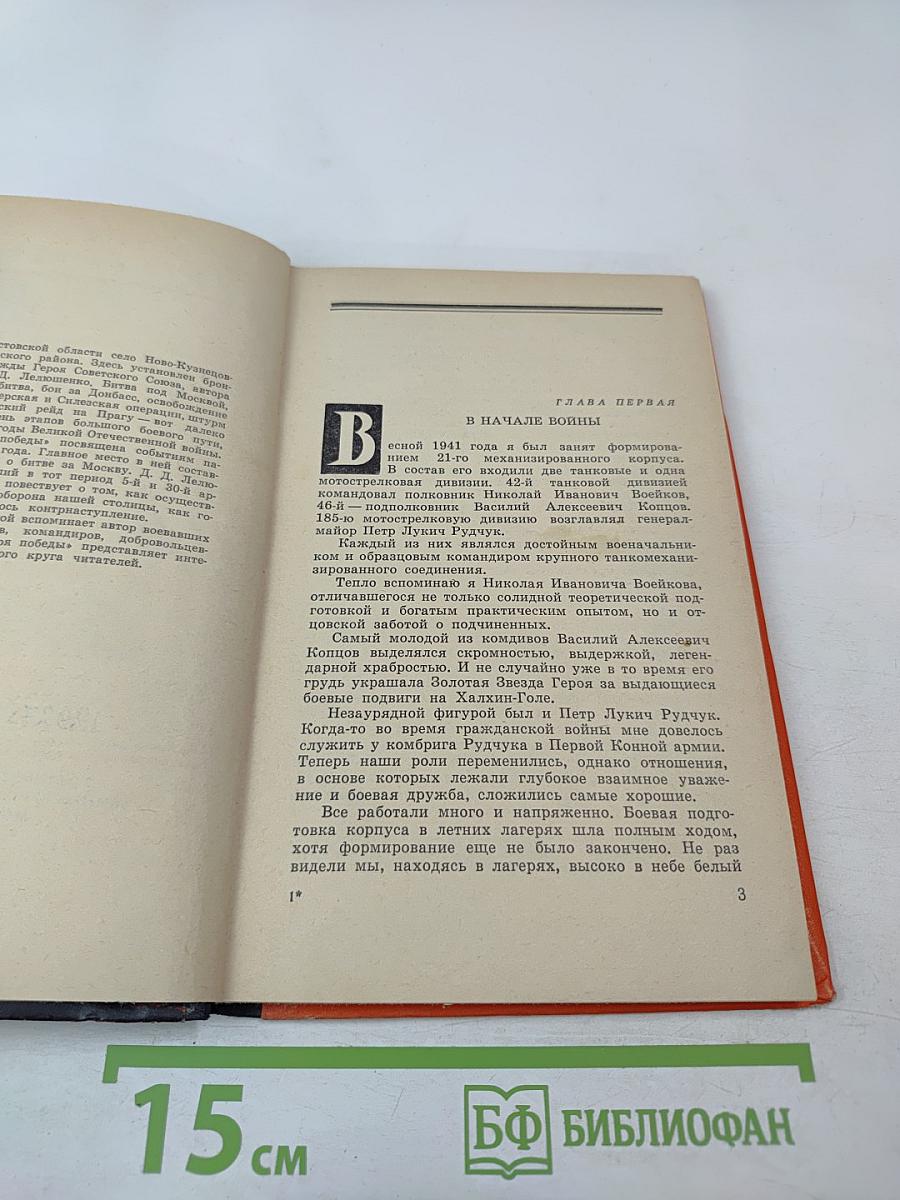 стовской области село Ново-Кузнецов-
ского района. Здесь установлен брон-
жды Героя Советского Союза, автора
Д. Лелюшенко. Битва под Москвой,
битва, бои за Донбасс, освобождение
ерская и Силезская операции, штурм
ский рейд на Прагу — вот далеко
ень этапов большого боевого пути,
годы Великой Отечественной войны.
победы» посвящена событиям па-
года. Главное место в ней состав-
о битве за Москву. Д. Д. Лелю-
ший в тот период 5-й и 30-й ар-
повествует о том, как осуществ-
оборона нашей столицы, как го-
ось контрнаступление.
ой вспоминает автор воевавших
в, командиров, добровольцев-
ря победы» представляет инте-
ого круга читателей.
ГЛАВА ПЕРВАЯ
В НАЧАЛЕ ВОЙНЫ
Весной 1941 года я был занят формирова-
нием 21-го механизированного корпуса.
В состав его входили две танковые и одна
мотострелковая дивизии. 42-й танковой дивизией
командовал полковник Николай Иванович Воейков,
46-й — подполковник Василий Алексеевич Копцов.
185-ю мотострелковую дивизию возглавлял генерал-
майор Петр Лукич Рудчук.
Каждый из них являлся достойным военачальни-
ком и образцовым командиром крупного танкомехани-
зированного соединения.
Тепло вспоминаю я Николая Ивановича Воейкова,
отличавшегося не только солидной теоретической под-
готовкой и богатым практическим опытом, но и от-
цовской заботой о подчиненных.
Самый молодой из комдивов Василий Алексеевич
Копцов выделялся скромностью, выдержкой, леген-
дарной храбростью. И не случайно уже в то время его
грудь украшала Золотая Звезда Героя за выдающиеся
боевые подвиги на Халхин-Голе.
Незаурядной фигурой был и Петр Лукич Рудчук.
Когда-то во время гражданской войны мне довелось
служить у комбрига Рудчука в Первой Конной армии.
Теперь наши роли переменились, однако отношения,
в основе которых лежали глубокое взаимное уваже-
ние и боевая дружба, сложились самые хорошие.
Все работали много и напряженно. Боевая подго-
товка корпуса в летних лагерях шла полным ходом,
хотя формирование еще не было закончено. Не раз
видели мы, находясь в лагерях, высоко в небе белый
1*
3
15 см
БФ БИБЛИОФАН